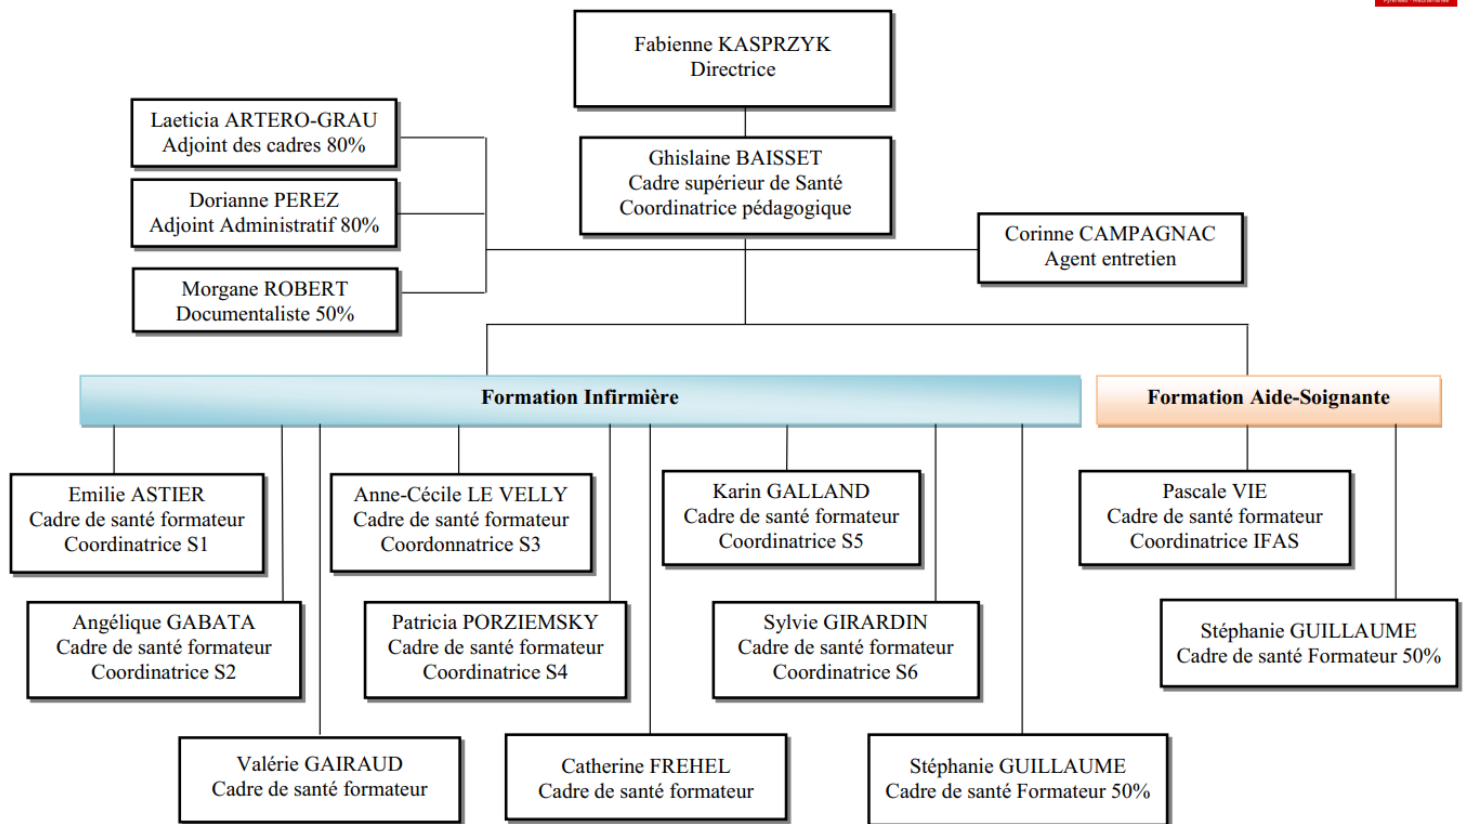 Fabienne KASPRZYK
Directrice
Laeticia ARTERO-GRAU
Adjoint des cadres 80%
Ghislaine BAISSET
Cadre supérieur de Santé
Coordinatrice pédagogique
Dorianne PEREZ
Adjoint Administratif 80%
Corinne CAMPAGNAC
Agent entretien
Morgane ROBERT
Documentaliste 50%
Formation Infirmière
Formation Aide-Soignante
Emilie ASTIER
Cadre de santé formateur
Coordinatrice S1
Anne-Cécile LE VELLY
Cadre de santé formateur
Coordonnatrice S3
Karin GALLAND
Cadre de santé formateur
Coordinatrice S5
Pascale VIE
Cadre de santé formateur
Coordinatrice IFAS
Angélique GABATA
Cadre de santé formateur
Coordinatrice S2
Patricia PORZIEMSKY
Cadre de santé formateur
Coordinatrice S4
Sylvie GIRARDIN
Cadre de santé formateur
Coordinatrice S6
Stéphanie GUILLAUME
Cadre de santé Formateur 50%
Valérie GAIRAUD
Cadre de santé formateur
Catherine FREHEL
Cadre de santé formateur
Stéphanie GUILLAUME
Cadre de santé Formateur 50%